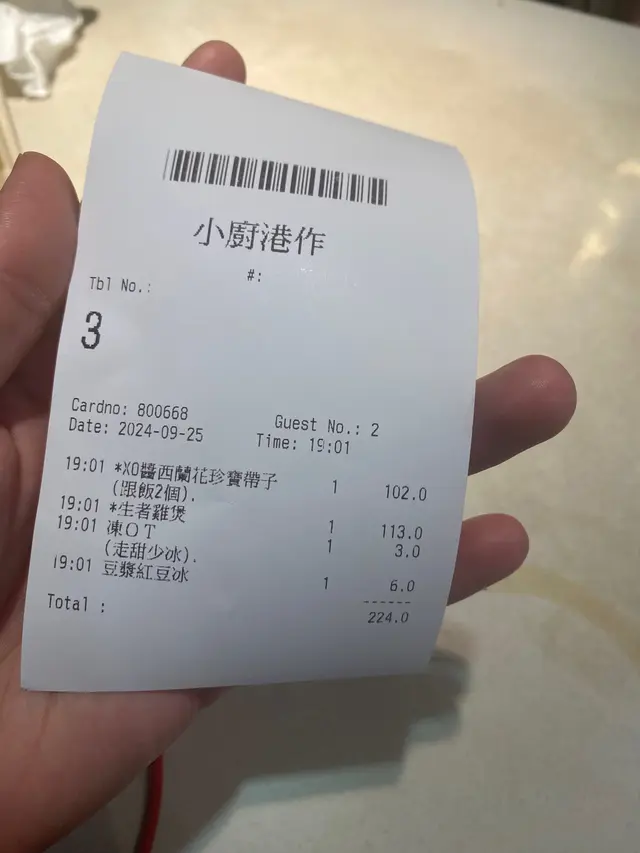 小廚港作
#:
Tbl No.:
3
Cardno: 800668 Guest No.: 2
Date: 2024-09-25 Time: 19:01
19:01 *XO醬西蘭花珍寶帶子 1 102.0
(跟飯2個).
19:01 *生者雞煲 1 113.0
19:01 凍OT 1 3.0
(走甜少冰).
19:01 豆漿紅豆冰 1 6.0
------
Total : 224.0